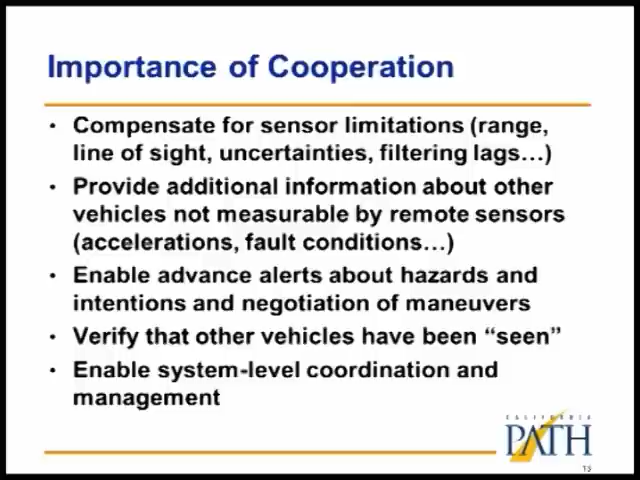 Importance of Cooperation
• Compensate for sensor limitations (range,
line of sight, uncertainties, filtering lags…)
• Provide additional information about other
vehicles not measurable by remote sensors
(accelerations, fault conditions…)
• Enable advance alerts about hazards and
intentions and negotiation of maneuvers
• Verify that other vehicles have been “seen”
• Enable system-level coordination and
management
CALIFORNIA
PATH